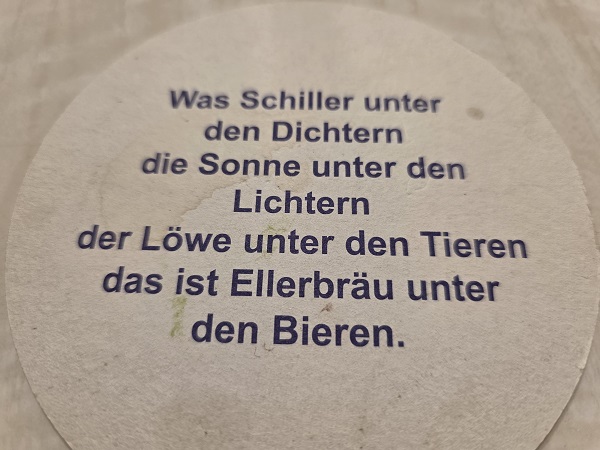 Was Schiller unter
den Dichtern
die Sonne unter den
Lichtern
der Löwe unter den Tieren
das ist Ellerbräu unter
den Bieren.